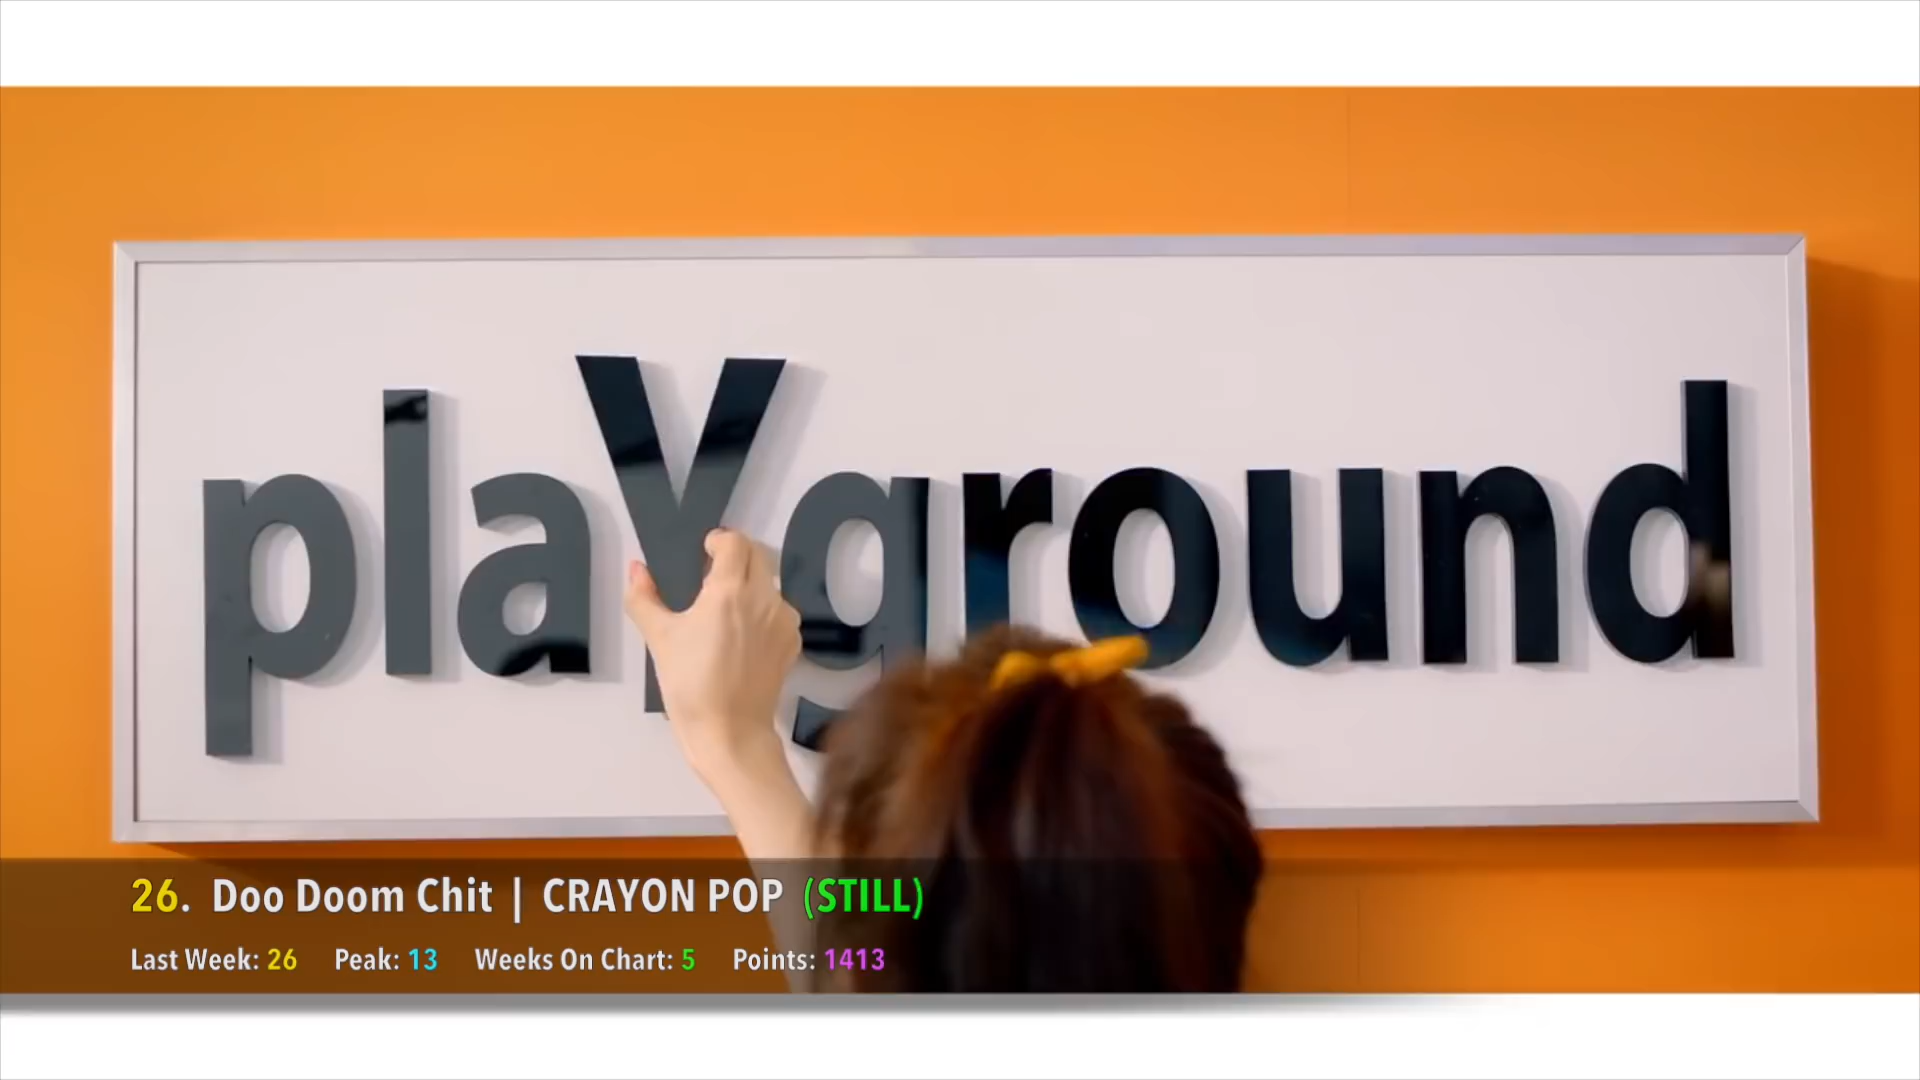 plaYground
26. Doo Doom Chit | CRAYON POP (STILL)
Last Week: 26 Peak: 13 Weeks On Chart: 5 Points: 1413